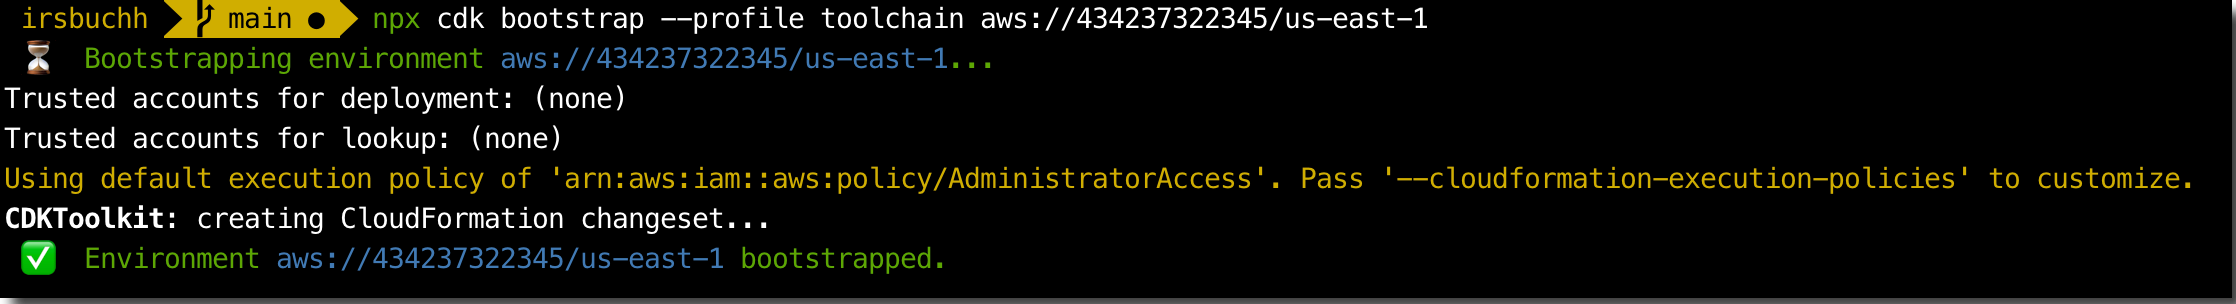 irsbuchh main ● npx cdk bootstrap --profile toolchain aws://434237322345/us-east-1
⏳ Bootstrapping environment aws://434237322345/us-east-1...
Trusted accounts for deployment: (none)
Trusted accounts for lookup: (none)
Using default execution policy of 'arn:aws:iam::aws:policy/AdministratorAccess'. Pass '--cloudformation-execution-policies' to customize.
CDKToolkit: creating CloudFormation changeset...
✅ Environment aws://434237322345/us-east-1 bootstrapped.